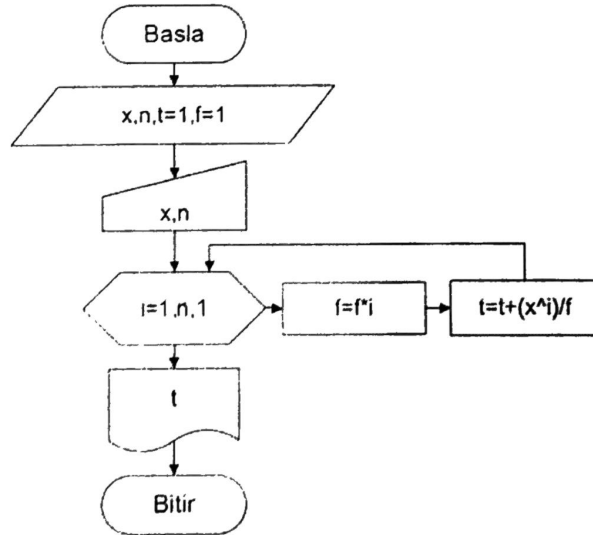 Basla
x,n,t=1,f=1
x,n
i=1,n,1
f=f*i
t=t+(x^i)/f
t
Bitir